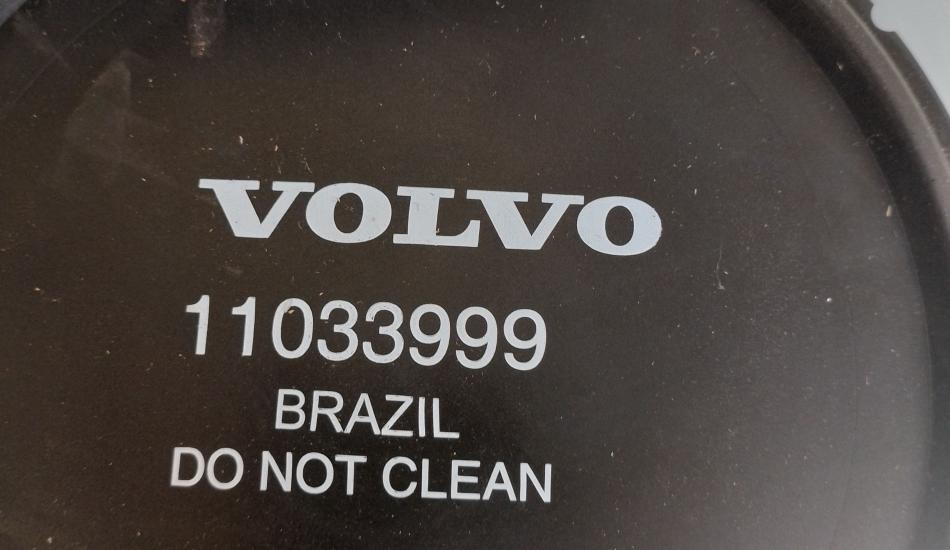 VOLVO
11033999
BRAZIL
DO NOT CLEAN